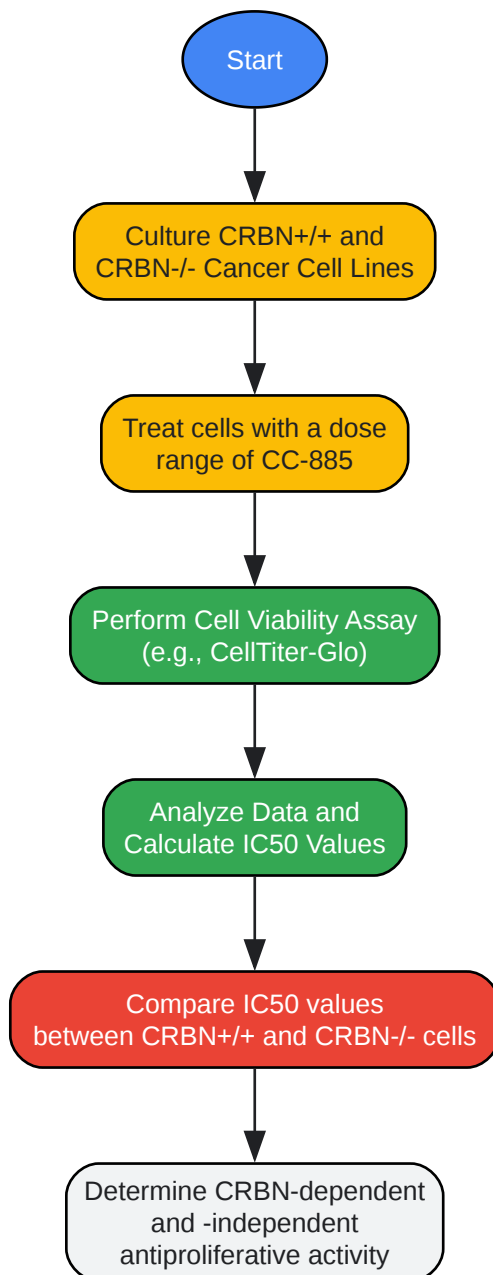 Start
Culture CRBN+/+ and
CRBN-/- Cancer Cell Lines
Treat cells with a dose
range of CC-885
Perform Cell Viability Assay
(e.g., CellTiter-Glo)
Analyze Data and
Calculate IC50 Values
Compare IC50 values
between CRBN+/+ and CRBN-/- cells
Determine CRBN-dependent
and -independent
antiproliferative activity